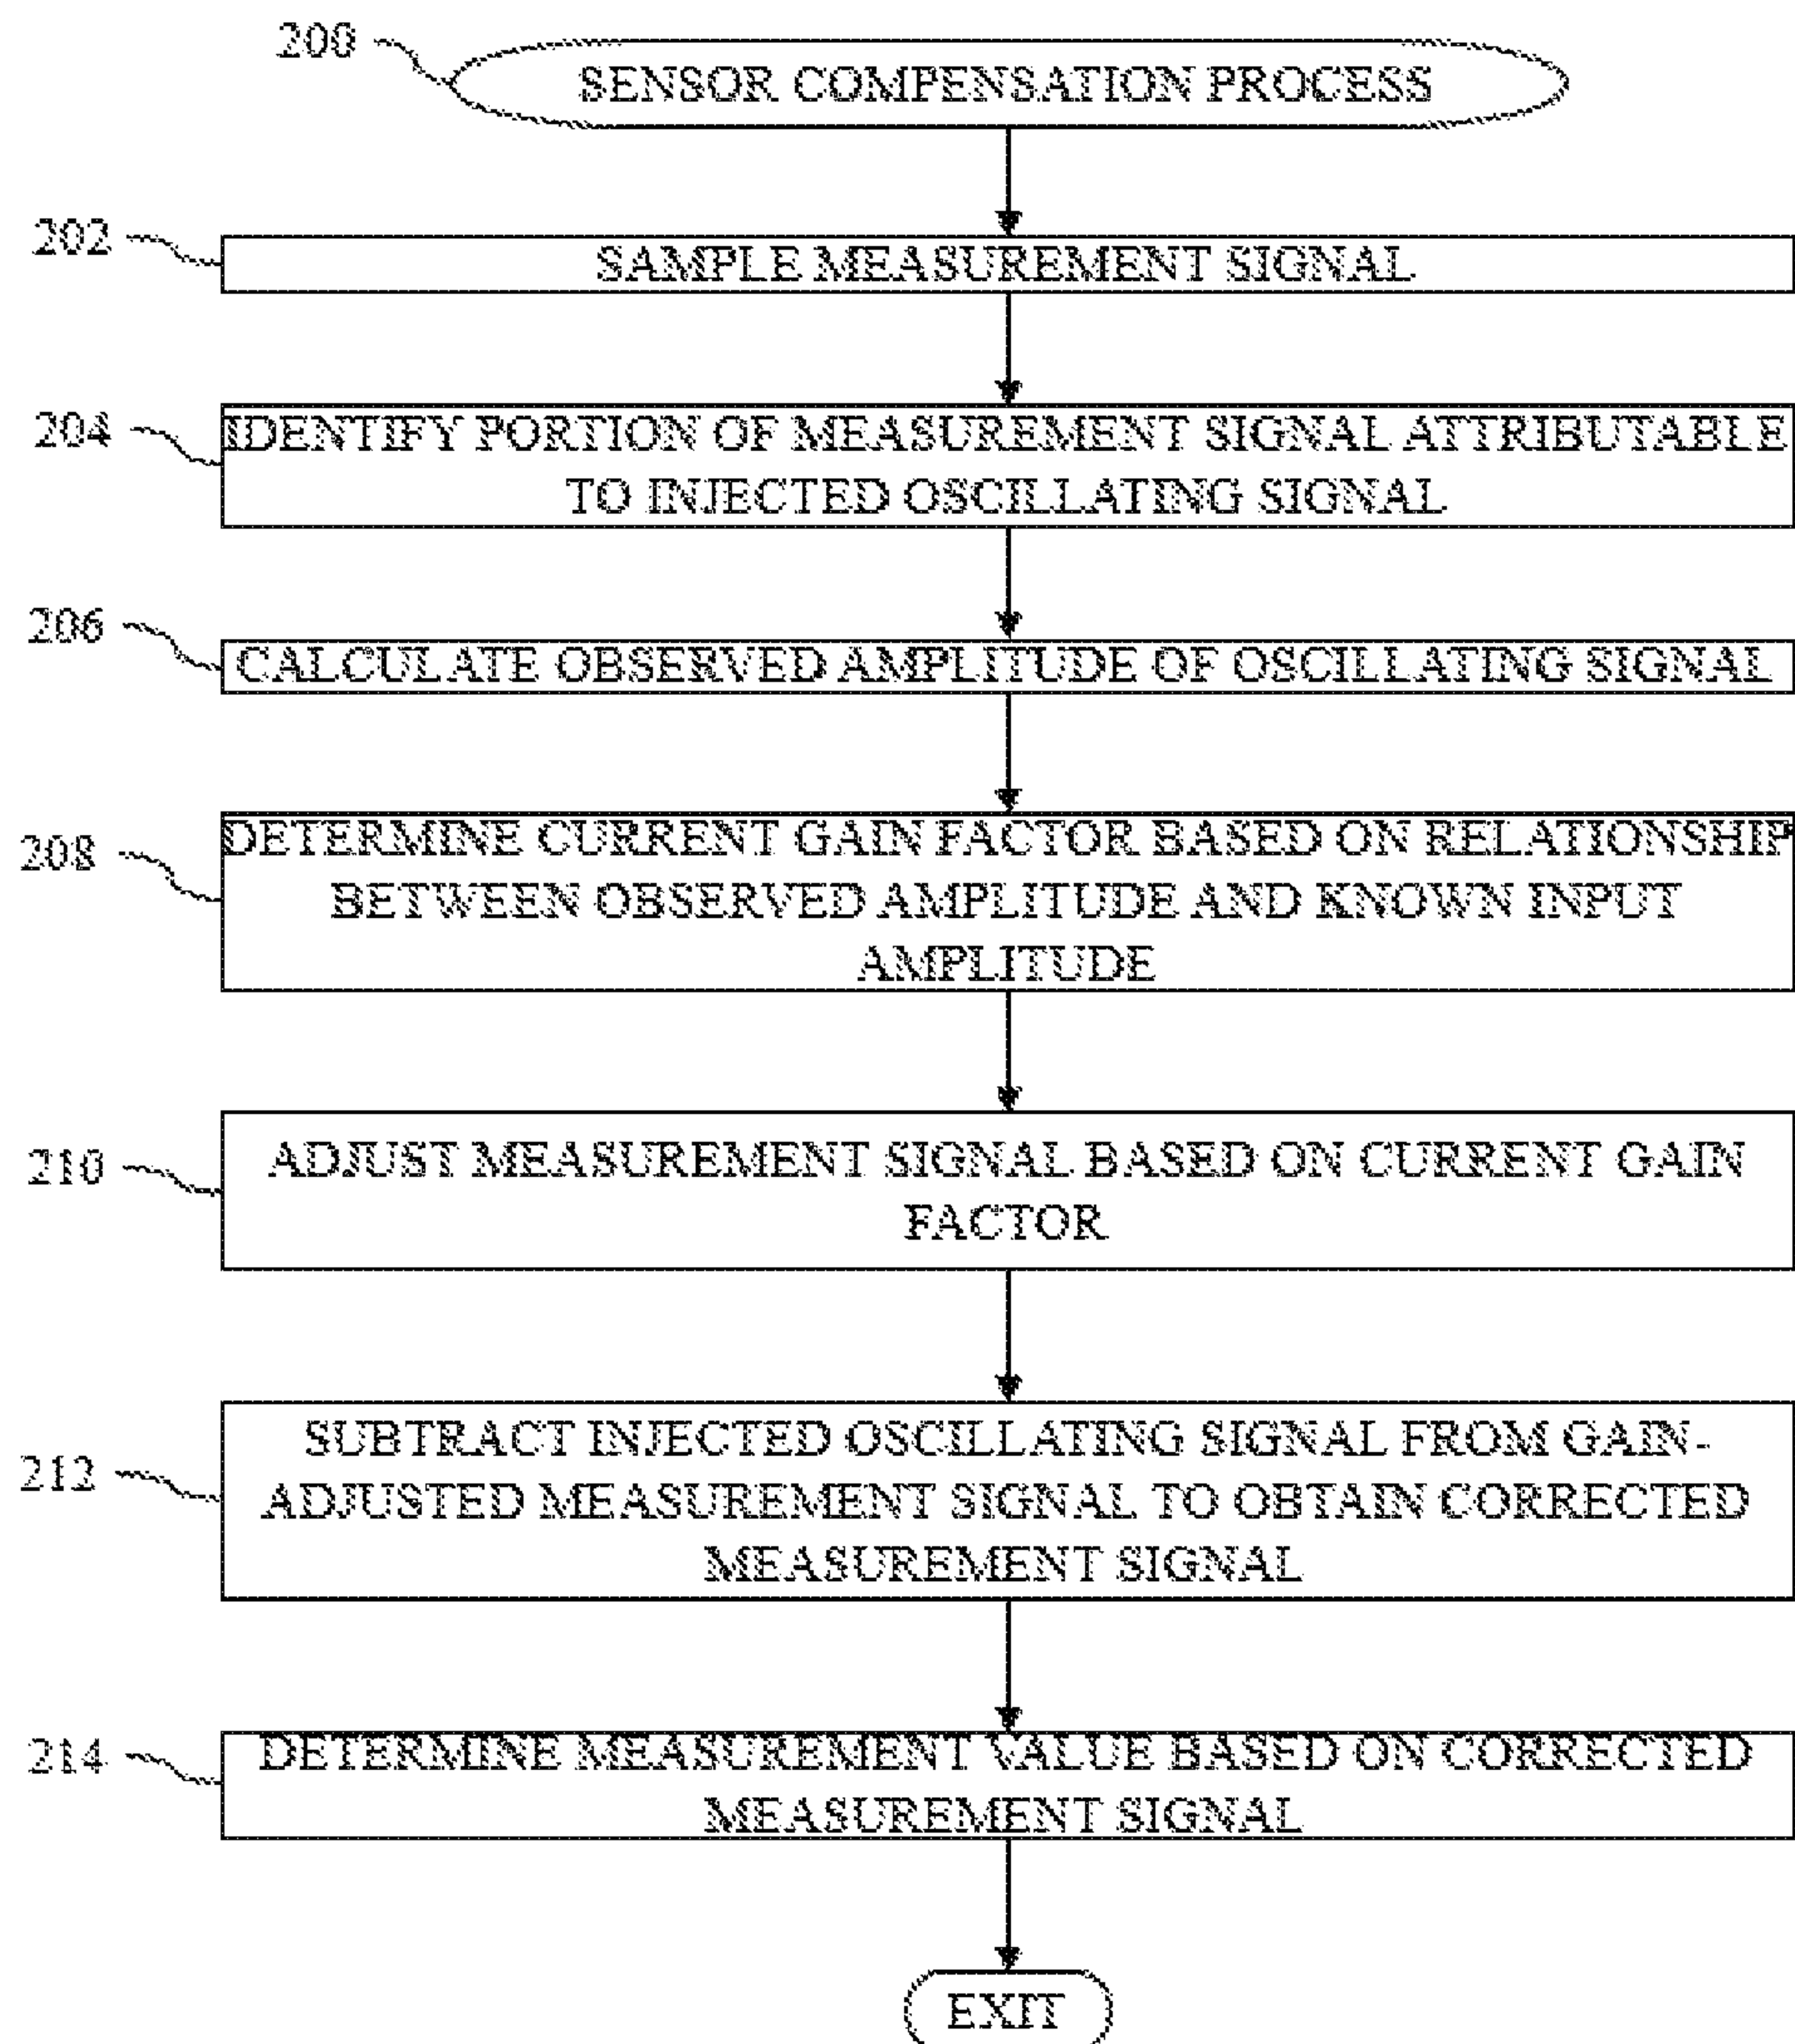 200
SENSOR COMPENSATION PROCESS
202
SAMPLE MEASUREMENT SIGNAL
204
IDENTIFY PORTION OF MEASUREMENT SIGNAL ATTRIBUTABLE
TO INJECTED OSCILLATING SIGNAL
206
CALCULATE OBSERVED AMPLITUDE OF OSCILLATING SIGNAL
208
DETERMINE CURRENT GAIN FACTOR BASED ON RELATIONSHIP
BETWEEN OBSERVED AMPLITUDE AND KNOWN INPUT
AMPLITUDE
210
ADJUST MEASUREMENT SIGNAL BASED ON CURRENT GAIN
FACTOR
212
SUBTRACT INJECTED OSCILLATING SIGNAL FROM GAIN-
ADJUSTED MEASUREMENT SIGNAL TO OBTAIN CORRECTED
MEASUREMENT SIGNAL
214
DETERMINE MEASUREMENT VALUE BASED ON CORRECTED
MEASUREMENT SIGNAL
EXIT